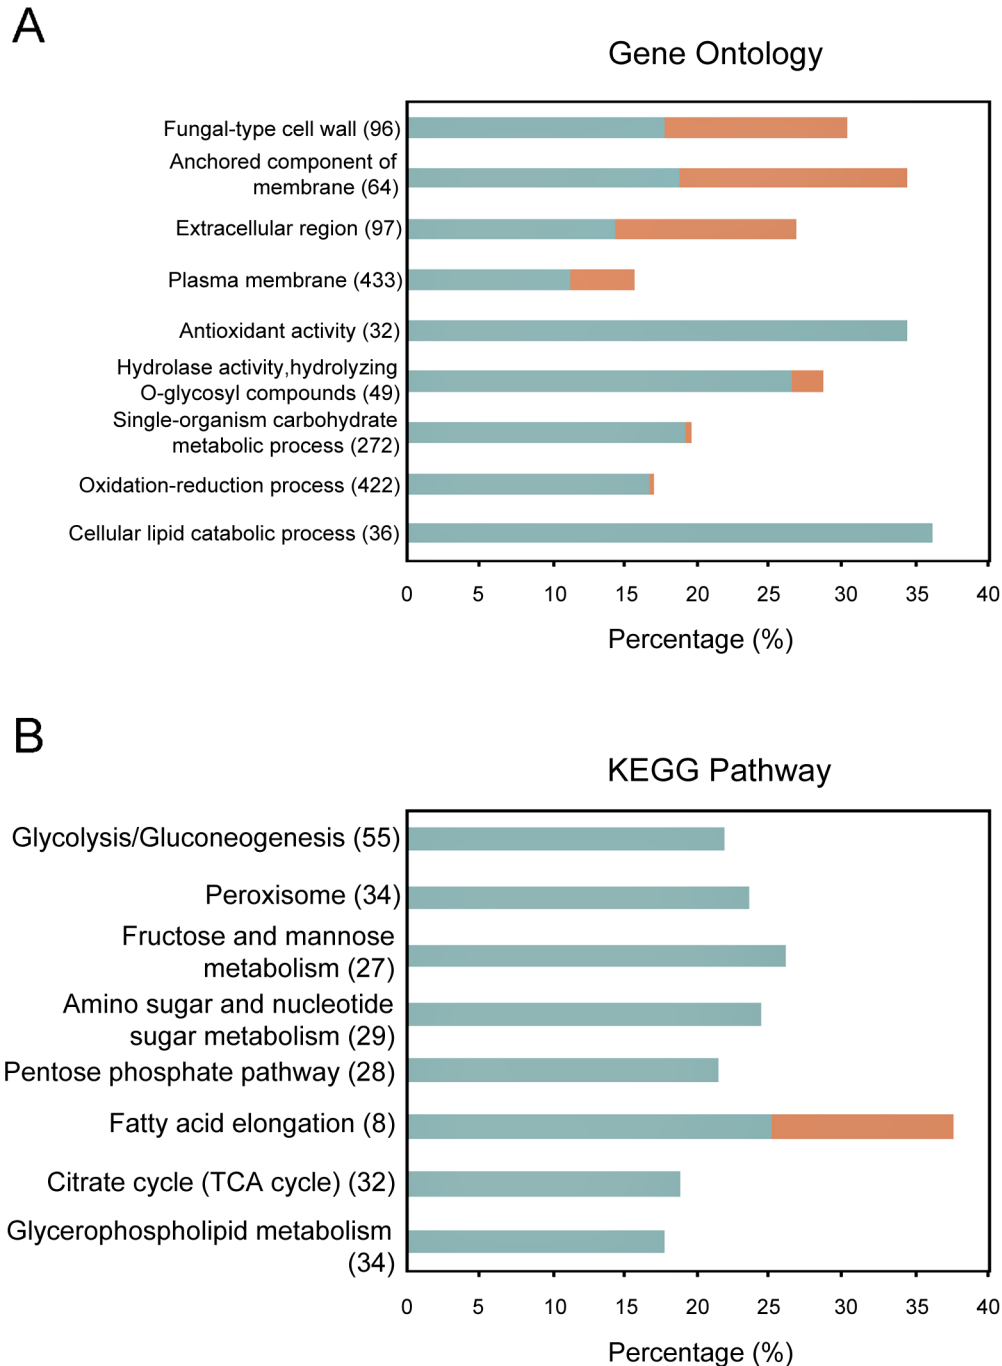 A
Gene Ontology
Fungal-type cell wall (96)
Anchored component of
membrane (64)
Extracellular region (97)
Plasma membrane (433)
Antioxidant activity (32)
Hydrolase activity,hydrolyzing
O-glycosyl compounds (49)
Single-organism carbohydrate
metabolic process (272)
Oxidation-reduction process (422)
Cellular lipid catabolic process (36)
0 5 10 15 20 25 30 35 40
Percentage (%)
B
KEGG Pathway
Glycolysis/Gluconeogenesis (55)
Peroxisome (34)
Fructose and mannose
metabolism (27)
Amino sugar and nucleotide
sugar metabolism (29)
Pentose phosphate pathway (28)
Fatty acid elongation (8)
Citrate cycle (TCA cycle) (32)
Glycerophospholipid metabolism
(34)
0 5 10 15 20 25 30 35 40
Percentage (%)